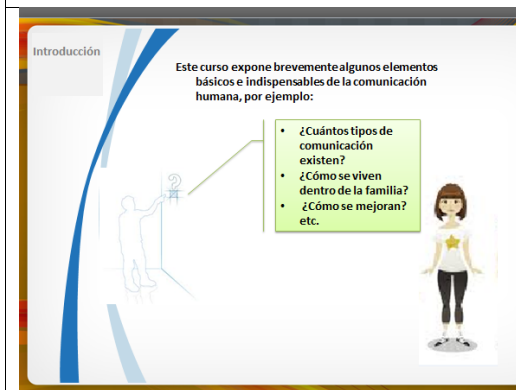 Introducción
Este curso expone brevemente algunos elementos
básicos e indispensables de la comunicación
humana, por ejemplo:
• ¿Cuántos tipos de
comunicación
existen?
• ¿Cómo se viven
dentro de la familia?
• ¿Cómo se mejoran?
etc.
?